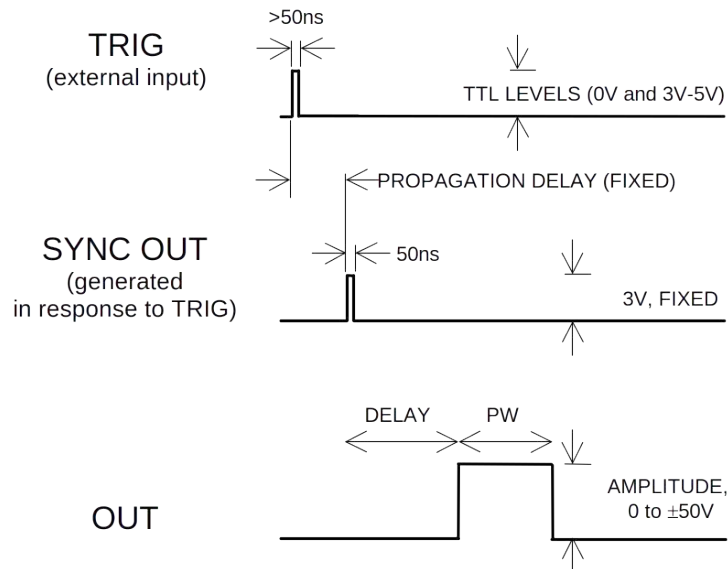 >50ns
TRIG
(external input)
TTL LEVELS (0V and 3V-5V)
PROPAGATION DELAY (FIXED)
SYNC OUT
(generated
in response to TRIG)
50ns
3V, FIXED
DELAY
PW
AMPLITUDE,
0 to ±50V
OUT